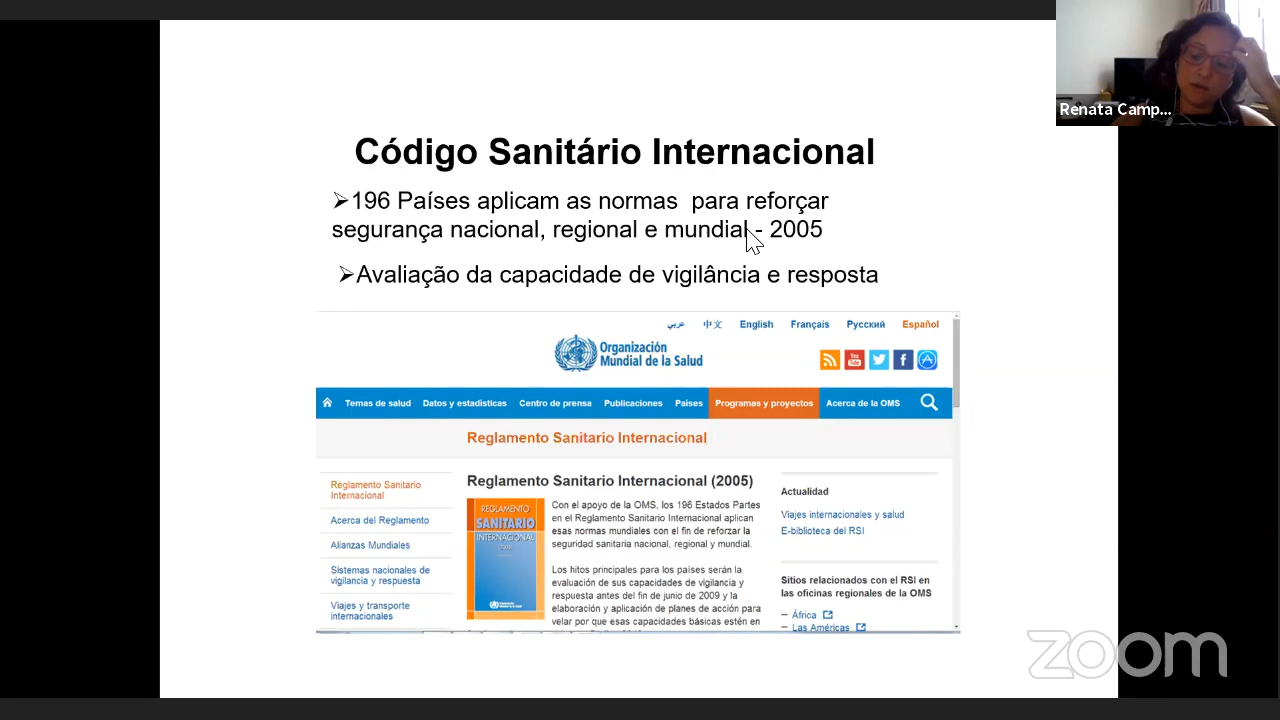 Renata Camp...
Código Sanitário Internacional
➢196 Países aplicam as normas para reforçar
segurança nacional, regional e mundial - 2005
➢Avaliação da capacidade de vigilância e resposta
عربي 中文 English Français Русский Español
Organización
Mundial de la Salud
Temas de salud Datos y estadísticas Centro de prensa Publicaciones Países Programas y proyectos Acerca de la OMS
Reglamento Sanitario Internacional
Reglamento Sanitario
Internacional
Acerca del Reglamento
Alianzas Mundiales
Sistemas nacionales de
vigilancia y respuesta
Viajes y transporte
internacionales
Reglamento Sanitario Internacional (2005)
REGLAMENTO
SANITARIO
INTERNACIONAL
Con el apoyo de la OMS, los 196 Estados Partes
en el Reglamento Sanitario Internacional aplican
esas normas mundiales con el fin de reforzar la
seguridad sanitaria nacional, regional y mundial.
Los hitos principales para los países serán la
evaluación de sus capacidades de vigilancia y
respuesta antes del fin de junio de 2009 y la
elaboración y aplicación de planes de acción para
velar por que esas capacidades básicas estén en
Actualidad
Viajes internacionales y salud
E-biblioteca del RSI
Sitios relacionados con el RSI en
las oficinas regionales de la OMS
– África
– Las Américas
zoom